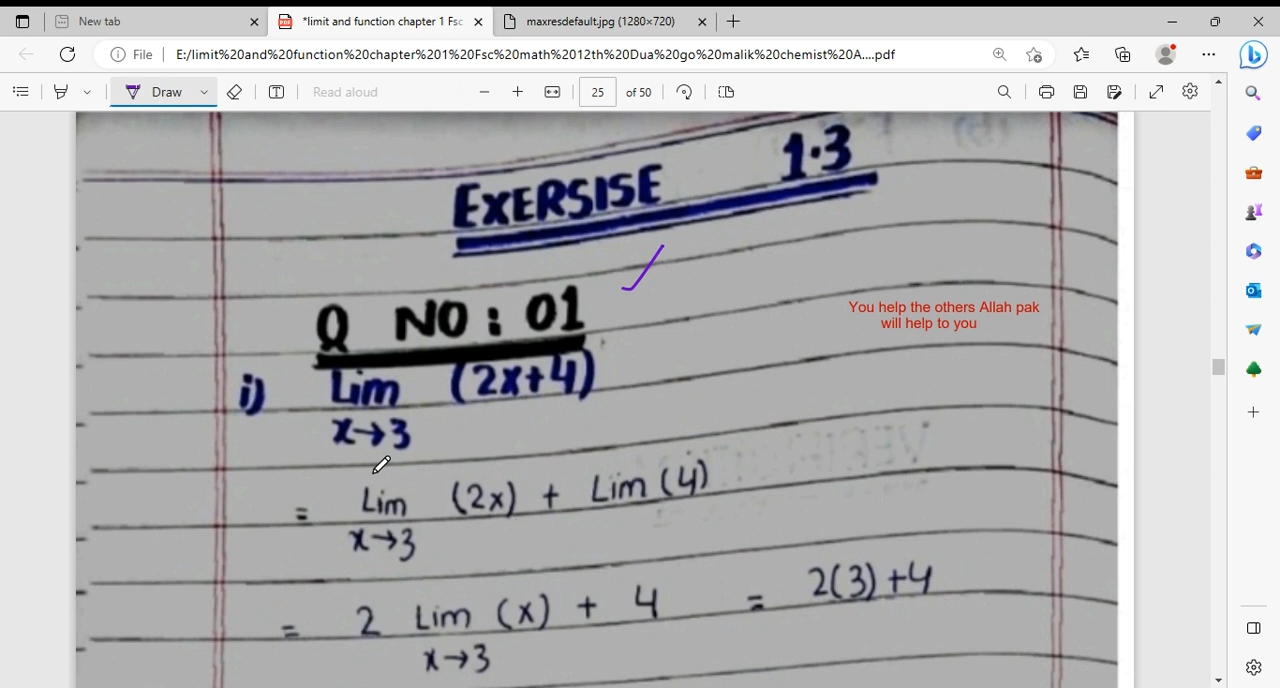 New tab
*limit and function chapter 1 Fsc
maxresdefault.jpg (1280×720)
File
E:/limit%20and%20function%20chapter%201%20Fsc%20math%2012th%20Dua%20go%20malik%20chemist%20A....pdf
Draw
Read aloud
25 of 50
EXERSISE 1.3
Q NO : 01
You help the others Allah pak
will help to you
i) Lim (2x+4)
x→3
= Lim (2x) + Lim (4)
x→3
= 2 Lim (x) + 4 = 2(3)+4
x→3